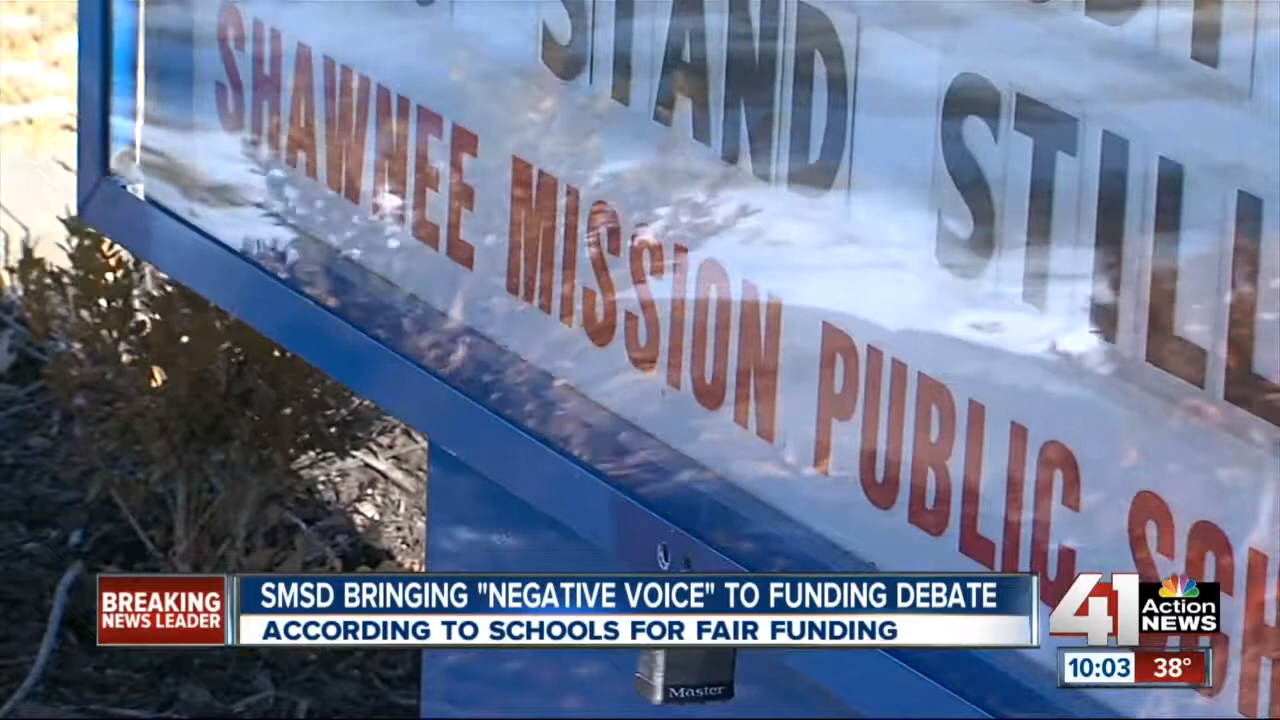 STAND STILL
SHAWNEE MISSION PUBLIC SCH
BREAKING
NEWS LEADER
SMSD BRINGING "NEGATIVE VOICE" TO FUNDING DEBATE
ACCORDING TO SCHOOLS FOR FAIR FUNDING
41
Action
NEWS
10:03 38°
Master